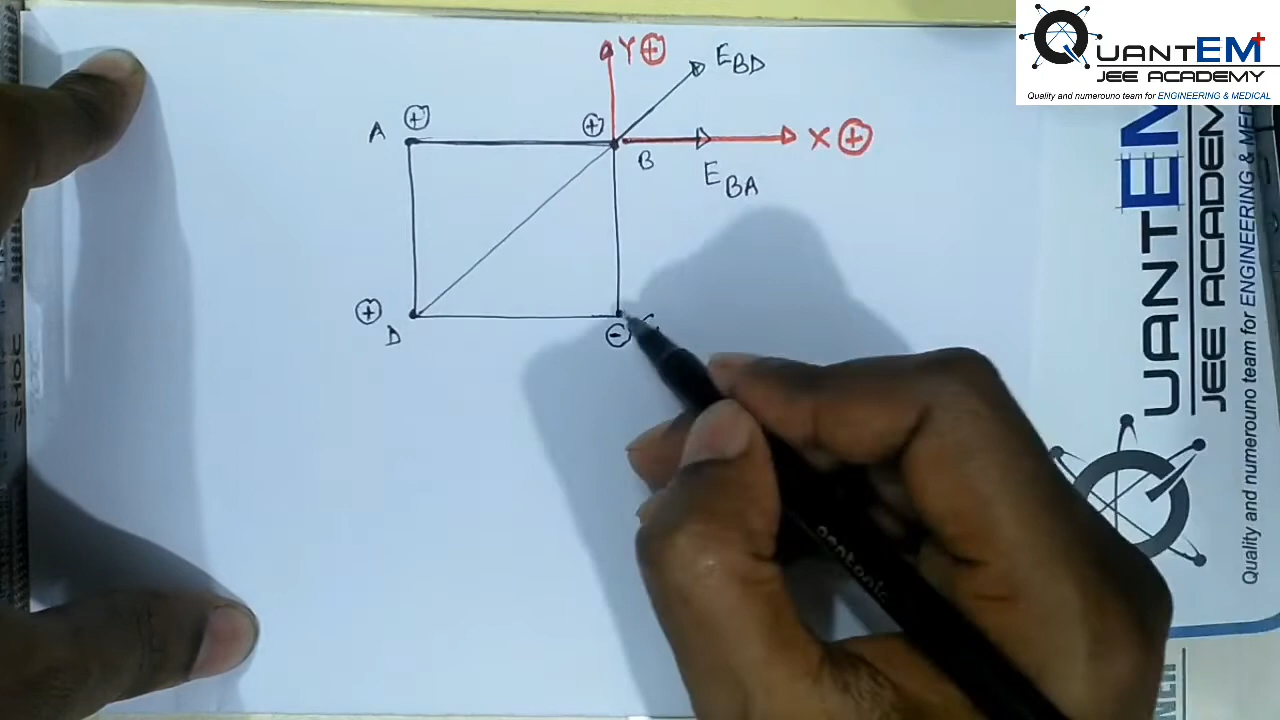 QUANTEM+
JEE ACADEMY
Quality and numerouno team for ENGINEERING & MEDICAL
Y +
E BD
A +
+
X +
B
E BA
+
D
-
QUANTEM
JEE ACADEMY
Quality and numerouno team for ENGINEERING & MED